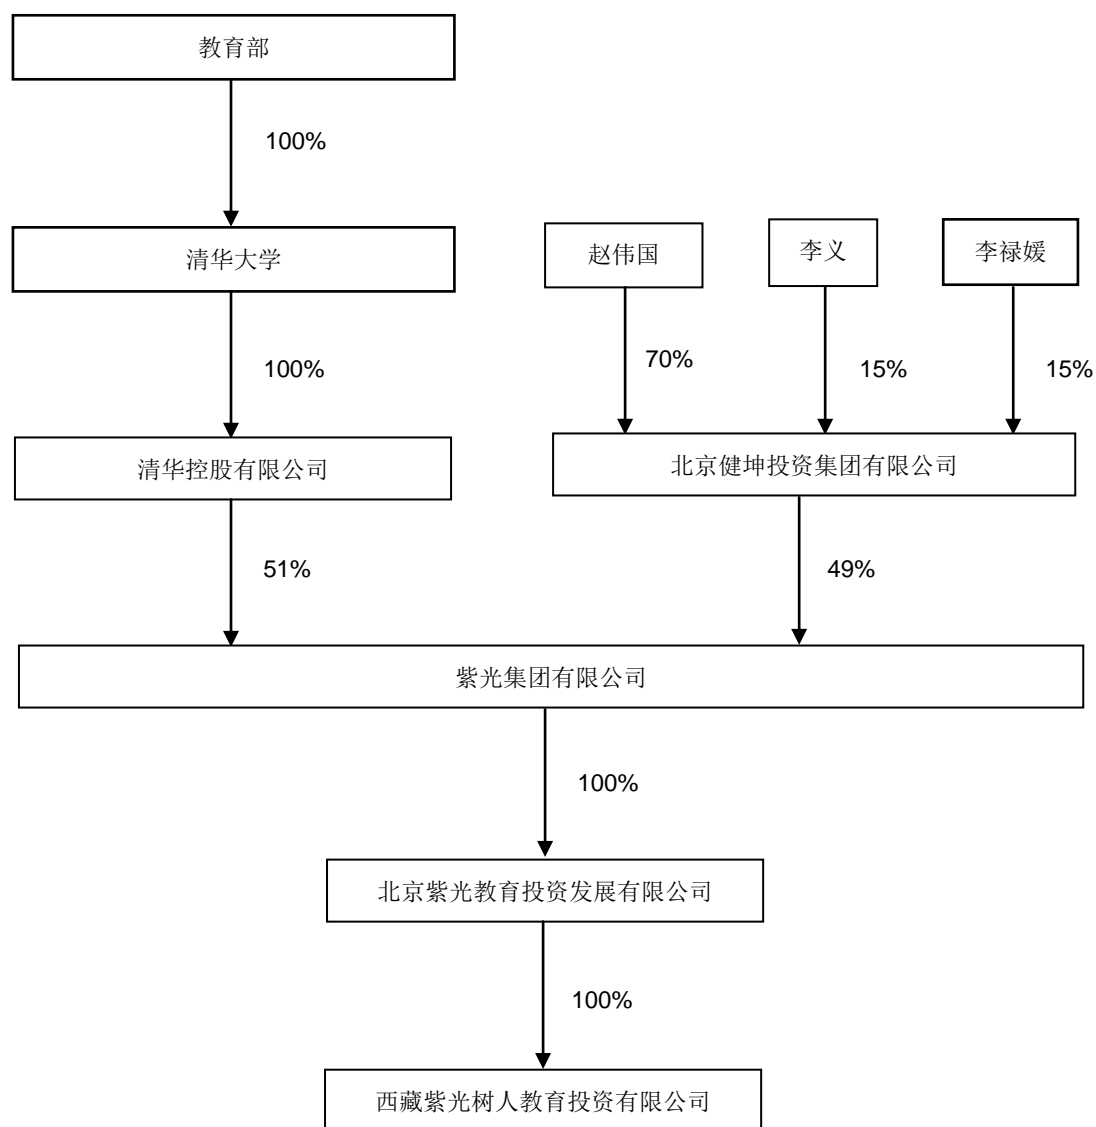 教育部
100%
清华大学
赵伟国
李义
李禄媛
100%
70%
15%
15%
清华控股有限公司
北京健坤投资集团有限公司
51%
49%
紫光集团有限公司
100%
北京紫光教育投资发展有限公司
100%
西藏紫光树人教育投资有限公司